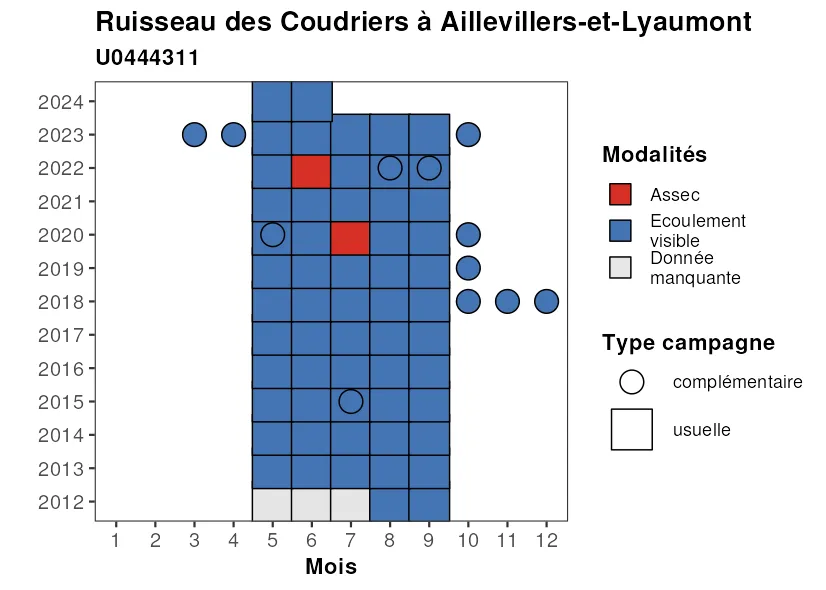 Ruisseau des Coudriers à Aillevillers-et-Lyaumont
U0444311
2024
2023
2022
2021
2020
2019
2018
2017
2016
2015
2014
2013
2012
1 2 3 4 5 6 7 8 9 10 11 12
Mois
Modalités
Assec
Ecoulement
visible
Donnée
manquante
Type campagne
complémentaire
usuelle